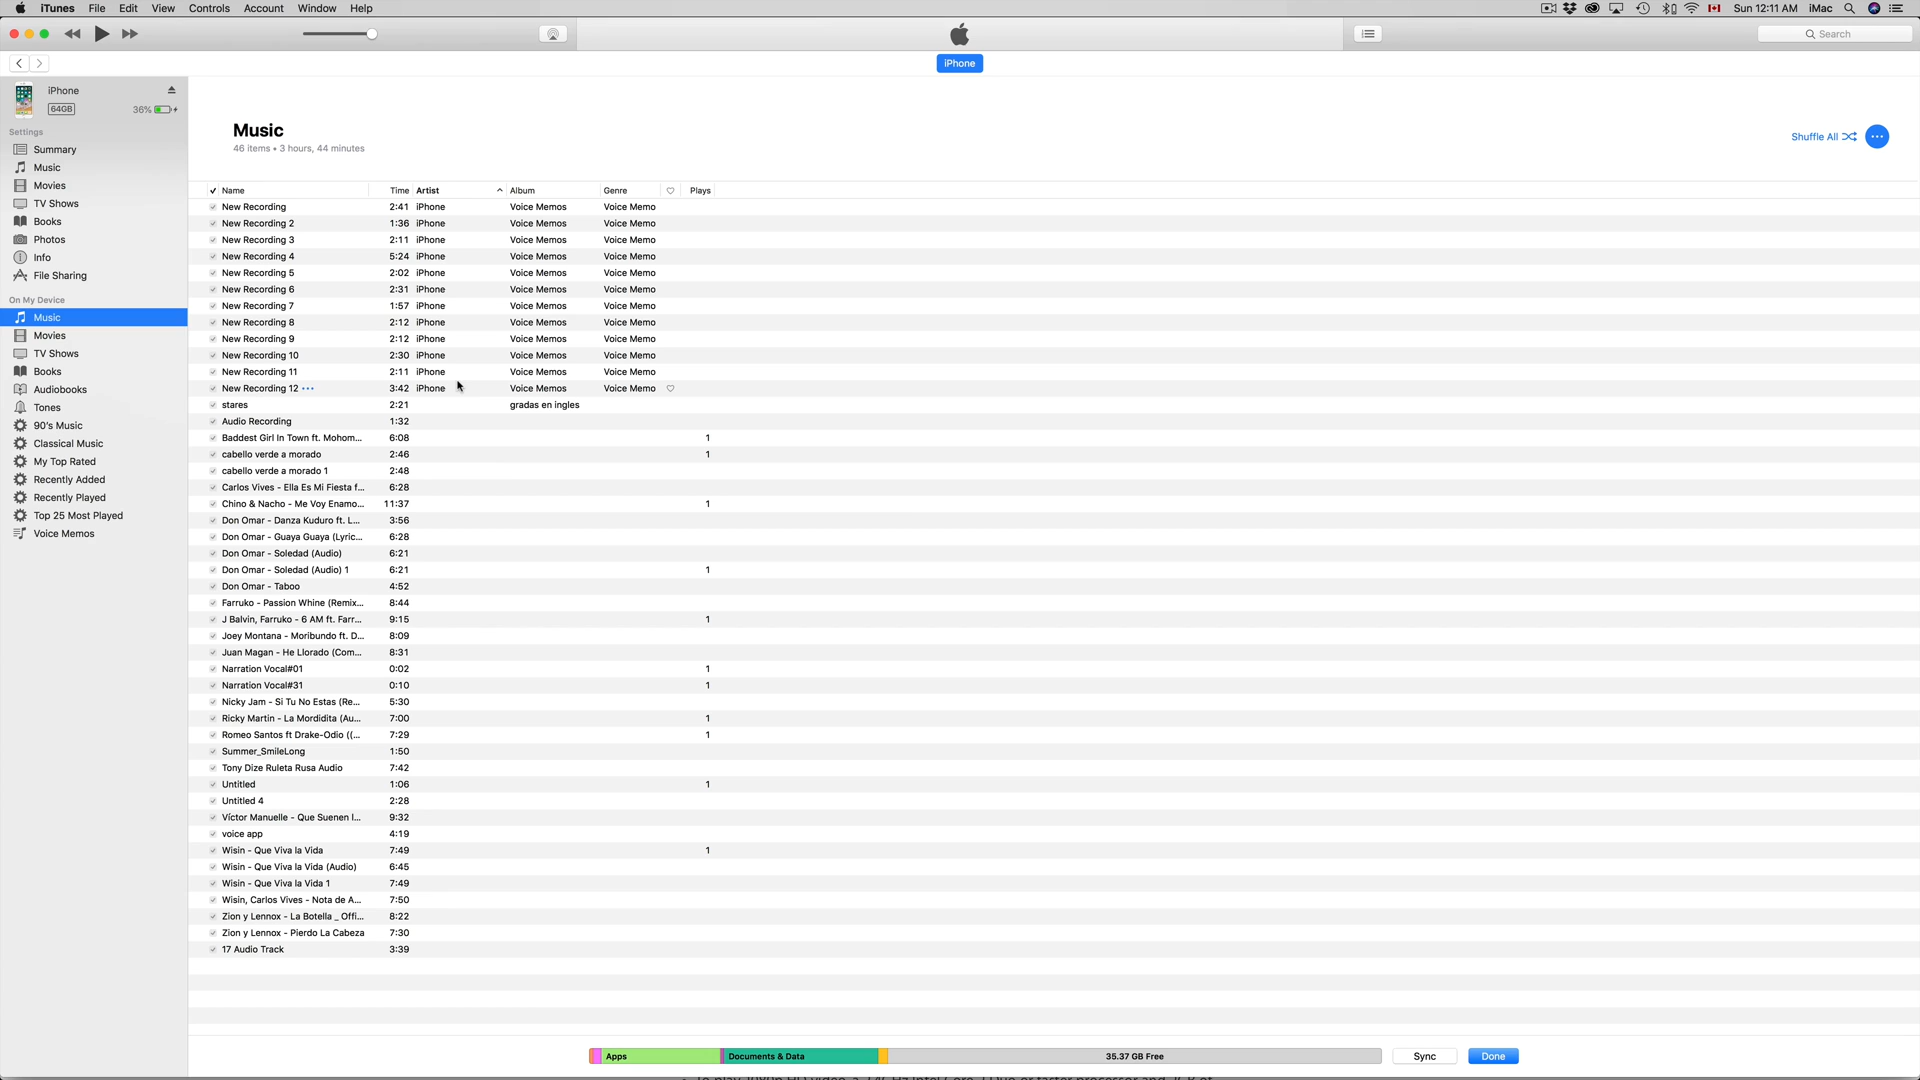 iTunes File Edit View Controls Account Window Help Sun 12:11 AM iMac
Search
iPhone
iPhone
64GB 36%
Settings
Summary
Music
Movies
TV Shows
Books
Photos
Info
File Sharing
On My Device
Music
Movies
TV Shows
Books
Audiobooks
Tones
90's Music
Classical Music
My Top Rated
Recently Added
Recently Played
Top 25 Most Played
Voice Memos
Music
46 items • 3 hours, 44 minutes
Shuffle All
Name Time Artist Album Genre Plays
New Recording 2:41 iPhone Voice Memos Voice Memo
New Recording 2 1:36 iPhone Voice Memos Voice Memo
New Recording 3 2:11 iPhone Voice Memos Voice Memo
New Recording 4 5:24 iPhone Voice Memos Voice Memo
New Recording 5 2:02 iPhone Voice Memos Voice Memo
New Recording 6 2:31 iPhone Voice Memos Voice Memo
New Recording 7 1:57 iPhone Voice Memos Voice Memo
New Recording 8 2:12 iPhone Voice Memos Voice Memo
New Recording 9 2:12 iPhone Voice Memos Voice Memo
New Recording 10 2:30 iPhone Voice Memos Voice Memo
New Recording 11 2:11 iPhone Voice Memos Voice Memo
New Recording 12 ••• 3:42 iPhone Voice Memos Voice Memo
stares 2:21 gradas en ingles
Audio Recording 1:32
Baddest Girl In Town ft. Mohom... 6:08 1
cabello verde a morado 2:46 1
cabello verde a morado 1 2:48
Carlos Vives - Ella Es Mi Fiesta f... 6:28
Chino & Nacho - Me Voy Enamo... 11:37 1
Don Omar - Danza Kuduro ft. L... 3:56
Don Omar - Guaya Guaya (Lyric... 6:28
Don Omar - Soledad (Audio) 6:21
Don Omar - Soledad (Audio) 1 6:21 1
Don Omar - Taboo 4:52
Farruko - Passion Whine (Remix... 8:44
J Balvin, Farruko - 6 AM ft. Farr... 9:15 1
Joey Montana - Moribundo ft. D... 8:09
Juan Magan - He Llorado (Com... 8:31
Narration Vocal#01 0:02 1
Narration Vocal#31 0:10 1
Nicky Jam - Si Tu No Estas (Re... 5:30
Ricky Martin - La Mordidita (Au... 7:00 1
Romeo Santos ft Drake-Odio ((... 7:29 1
Summer_SmileLong 1:50
Tony Dize Ruleta Rusa Audio 7:42
Untitled 1:06 1
Untitled 4 2:28
Víctor Manuelle - Que Suenen l... 9:32
voice app 4:19
Wisin - Que Viva la Vida 7:49 1
Wisin - Que Viva la Vida (Audio) 6:45
Wisin - Que Viva la Vida 1 7:49
Wisin, Carlos Vives - Nota de A... 7:50
Zion y Lennox - La Botella _ Offi... 8:22
Zion y Lennox - Pierdo La Cabeza 7:30
17 Audio Track 3:39
Apps Documents & Data 35.37 GB Free Sync Done